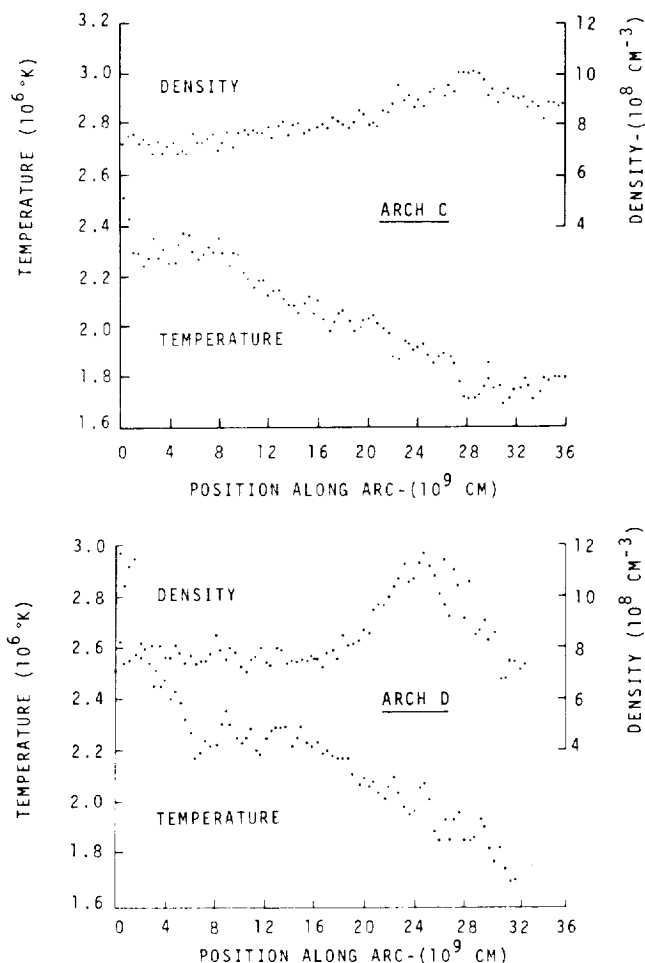 3.2
3.0
2.8
2.6
2.4
2.2
2.0
1.8
1.6
TEMPERATURE (10⁶ °K)
DENSITY
ARCH C
TEMPERATURE
12
10
8
6
4
DENSITY-(10⁸ CM⁻³)
0 4 8 12 16 20 24 28 32 36
POSITION ALONG ARC-(10⁹ CM)
3.0
2.8
2.6
2.4
2.2
2.0
1.8
1.6
TEMPERATURE (10⁶ °K)
DENSITY
ARCH D
TEMPERATURE
12
10
8
6
4
DENSITY (10⁸ CM⁻³)
0 4 8 12 16 20 24 28 32 36
POSITION ALONG ARC-(10⁹ CM)